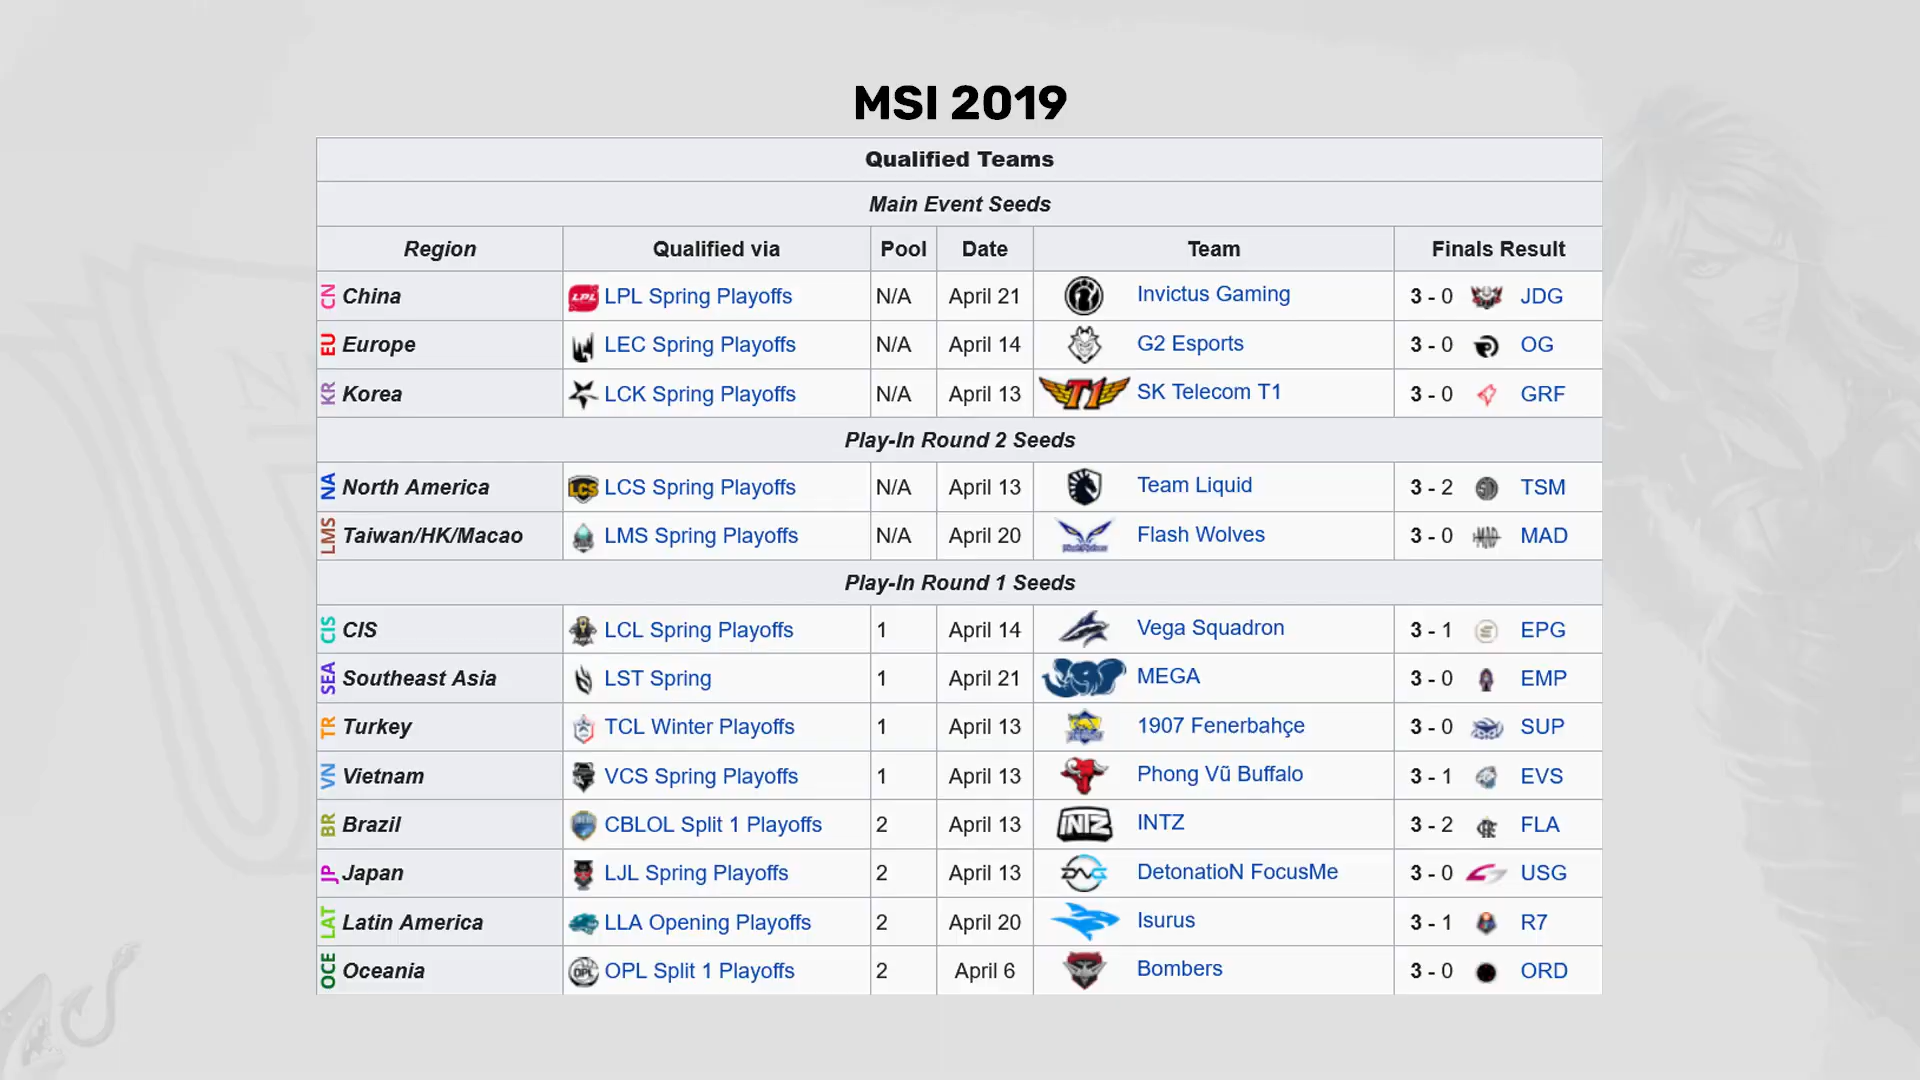 MSI 2019
Qualified Teams
Main Event Seeds
Region Qualified via Pool Date Team Finals Result
CN China LPL LPL Spring Playoffs N/A April 21 Invictus Gaming 3 - 0 JDG
EU Europe LEC Spring Playoffs N/A April 14 G2 Esports 3 - 0 OG
KR Korea LCK Spring Playoffs N/A April 13 T1 SK Telecom T1 3 - 0 GRF
Play-In Round 2 Seeds
NA North America LCS LCS Spring Playoffs N/A April 13 Team Liquid 3 - 2 TSM
LMS Taiwan/HK/Macao LMS Spring Playoffs N/A April 20 Flash Wolves 3 - 0 MAD
Play-In Round 1 Seeds
CIS CIS LCL Spring Playoffs 1 April 14 Vega Squadron 3 - 1 EPG
SEA Southeast Asia LST Spring 1 April 21 MEGA 3 - 0 EMP
TR Turkey TCL Winter Playoffs 1 April 13 1907 Fenerbahçe 3 - 0 SUP
VN Vietnam VCS Spring Playoffs 1 April 13 Phong Vũ Buffalo 3 - 1 EVS
BR Brazil CBLOL Split 1 Playoffs 2 April 13 INTZ INTZ 3 - 2 FLA
JP Japan LJL Spring Playoffs 2 April 13 DetonatioN FocusMe 3 - 0 USG
LAT Latin America LLA Opening Playoffs 2 April 20 Isurus 3 - 1 R7
OCE Oceania OPL OPL Split 1 Playoffs 2 April 6 Bombers 3 - 0 ORD